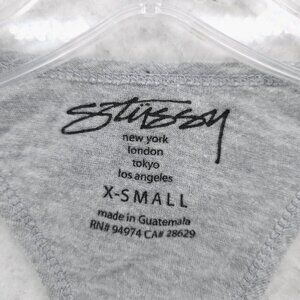 Stüssy
new york
london
tokyo
los angeles
X-SMALL
made in Guatemala
RN# 94974 CA# 28629